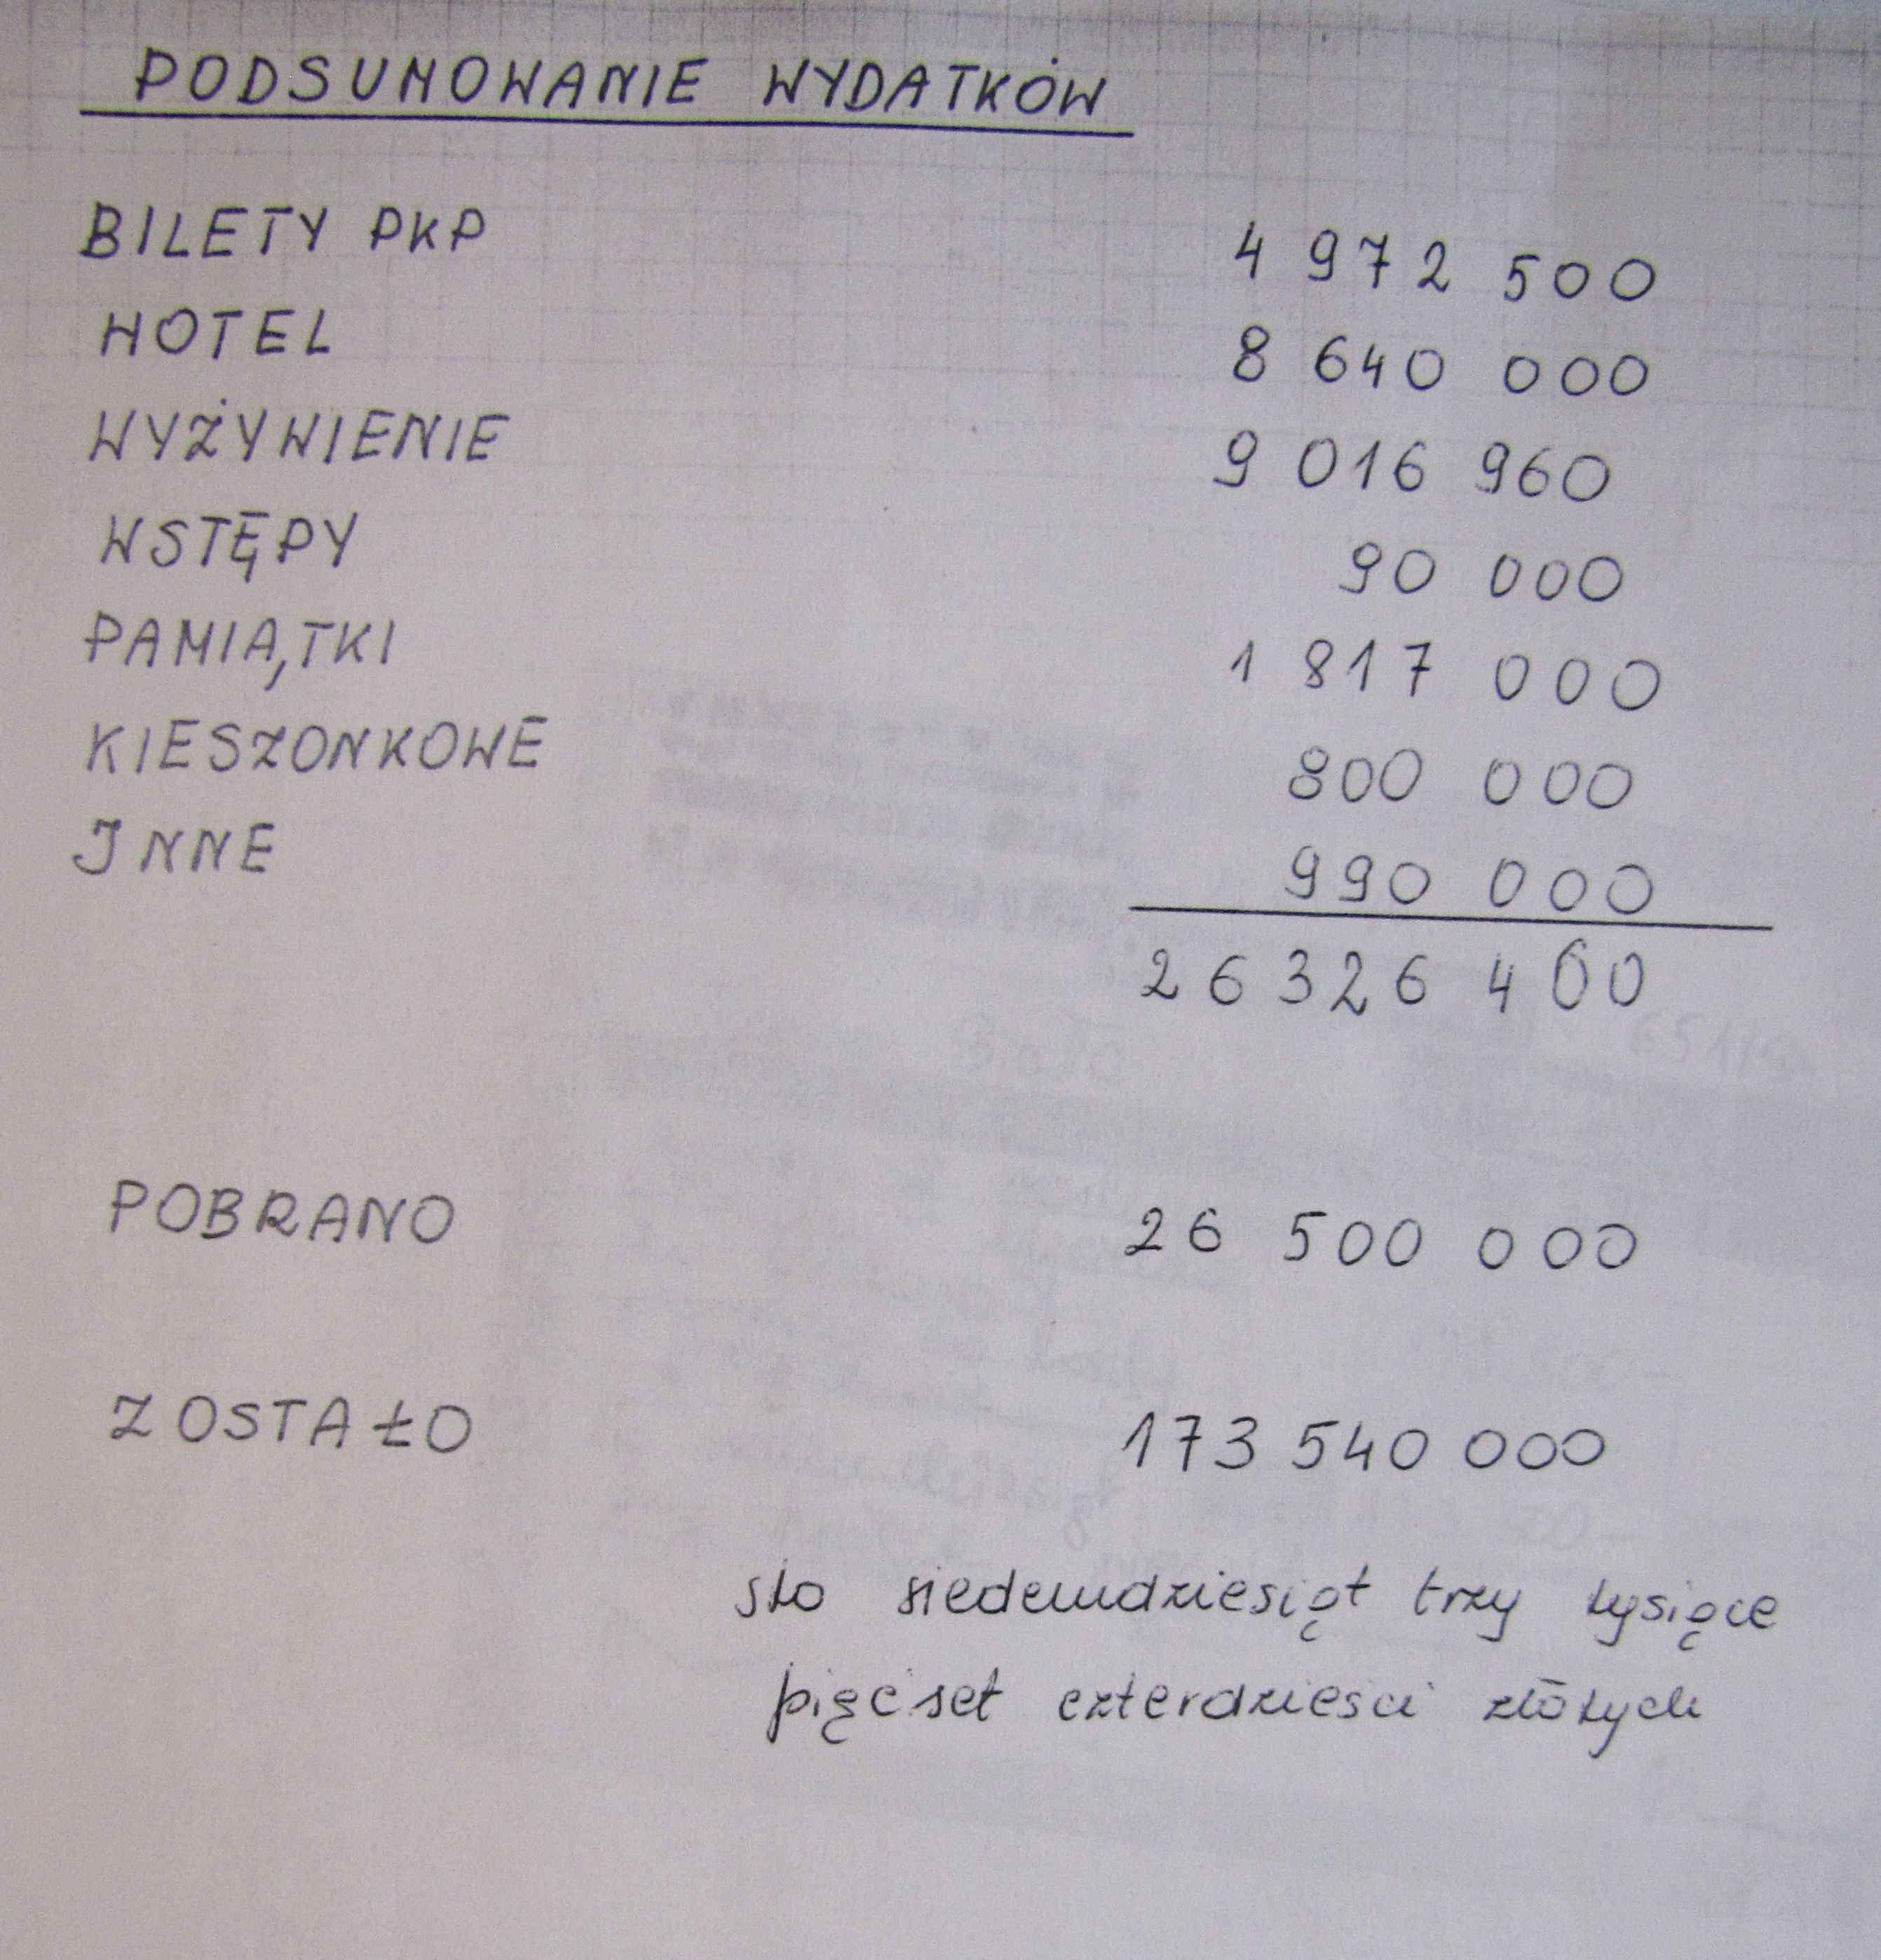 PODSUMOWANIE WYDATKÓW
BILETY PKP 4 972 500
HOTEL 8 640 000
WYŻYWIENIE 9 016 960
WSTĘPY 90 000
PAMIĄTKI 1 817 000
KIESZONKOWE 800 000
INNE 990 000
26 326 460
POBRANO 26 500 000
ZOSTAŁO 173 540 000
sto siedemdziesiąt trzy tysiące
pięćset czterdzieści złotych